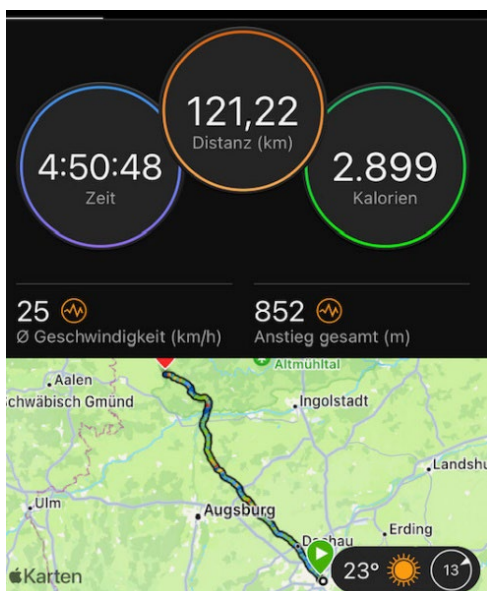 121,22
Distanz (km)
4:50:48
Zeit
2.899
Kalorien
25
Ø Geschwindigkeit (km/h)
852
Anstieg gesamt (m)
Altmühltal
Aalen
chwäbisch Gmünd
Ingolstadt
Landshu
Ulm
Augsburg
Erding
Karten
23°
13